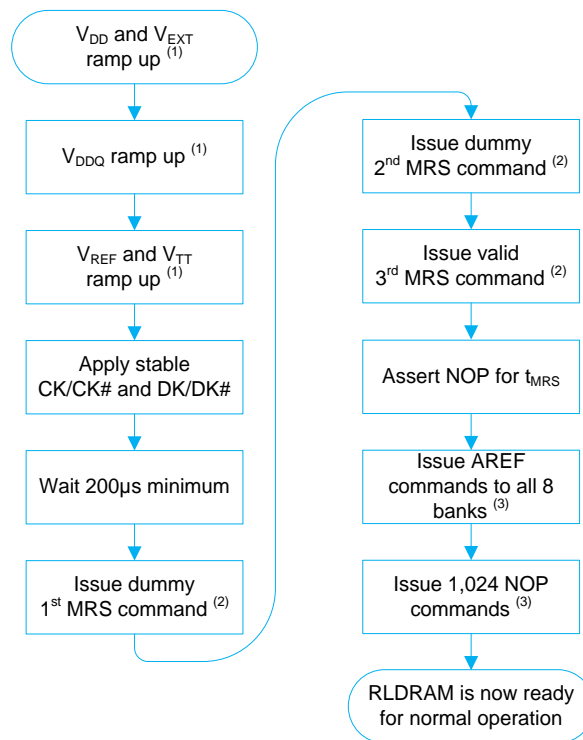 V_DD and V_EXT
ramp up (1)
V_DDQ ramp up (1)
V_REF and V_TT
ramp up (1)
Apply stable
CK/CK# and DK/DK#
Wait 200µs minimum
Issue dummy
1st MRS command (2)
Issue dummy
2nd MRS command (2)
Issue valid
3rd MRS command (2)
Assert NOP for t_MRS
Issue AREF
commands to all 8
banks (3)
Issue 1,024 NOP
commands (3)
RLDRAM is now ready
for normal operation